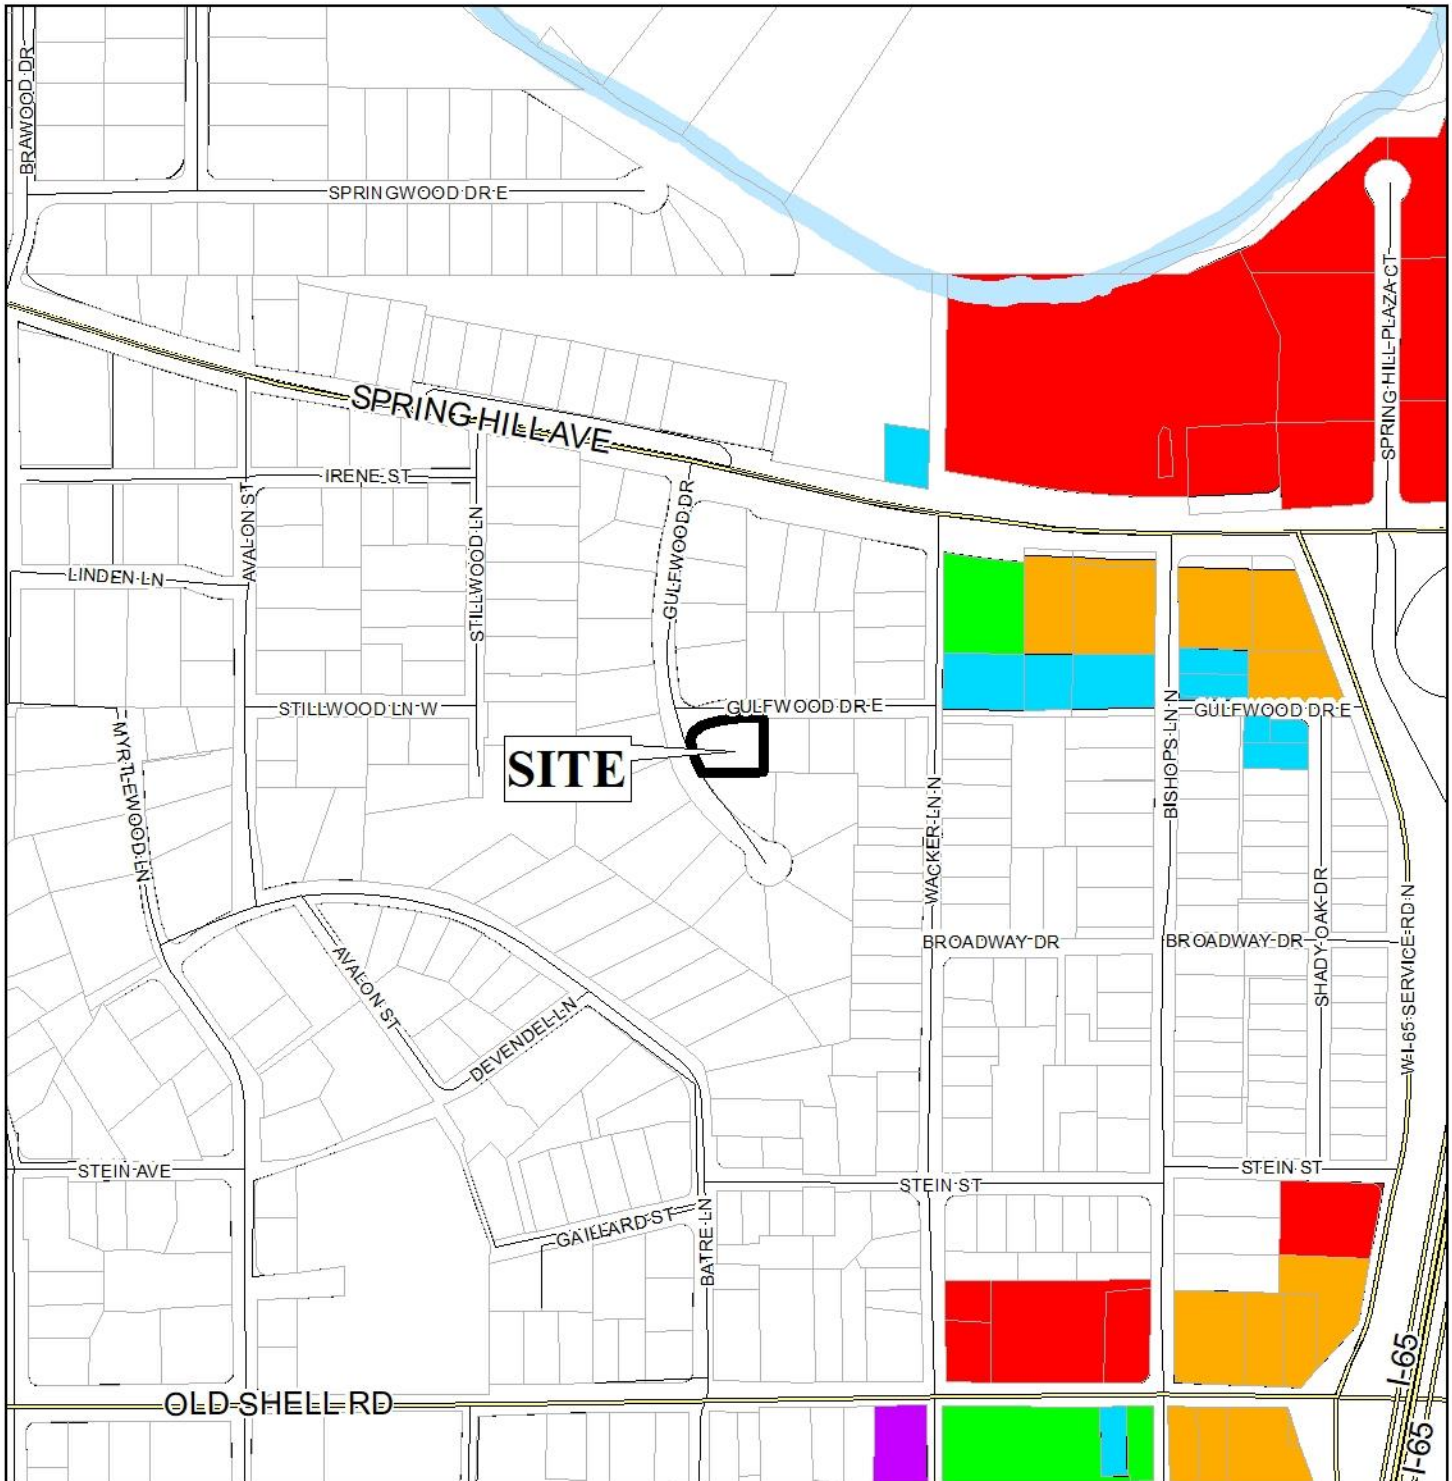 BRAWOOD DR
SPRINGWOOD DR E
SPRING HILL PLAZA CT
SPRING HILL AVE
IRENE ST
AVALON ST
STILLWOOD LN
GULFWOOD DR
LINDEN LN
STILLWOOD LN W
GULFWOOD DR E
GULFWOOD DR E
MYRTLEWOOD LN
SITE
BISHOPS LN N
WACKER LN N
BROADWAY DR
BROADWAY DR
SHADY OAK DR
W I-65 SERVICE RD N
AVALON ST
DEVENDEL LN
STEIN AVE
STEIN ST
STEIN ST
GAILLARD ST
BATRE LN
OLD SHELL RD
I-65
I-65